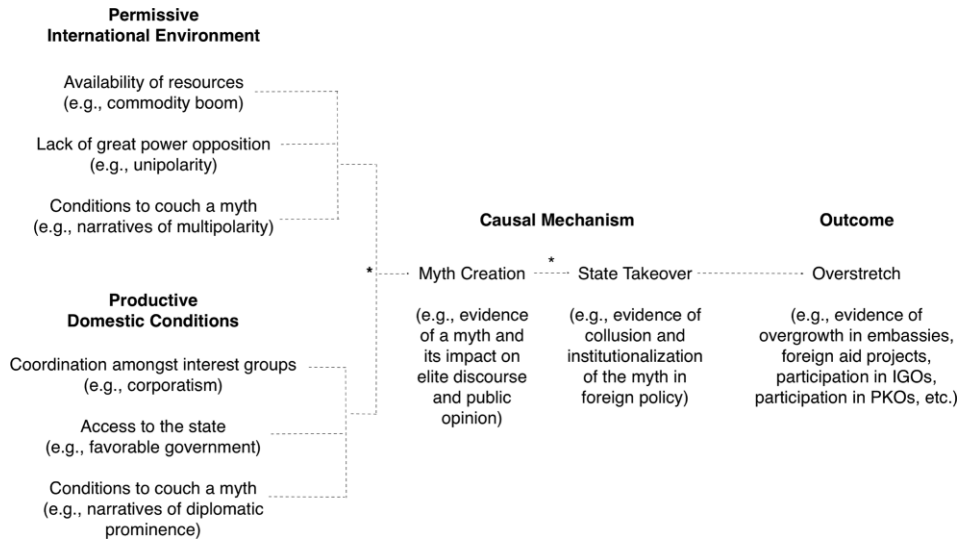 Permissive
International Environment
Availability of resources
(e.g., commodity boom)
Lack of great power opposition
(e.g., unipolarity)
Conditions to couch a myth
(e.g., narratives of multipolarity)
Productive
Domestic Conditions
Coordination amongst interest groups
(e.g., corporatism)
Access to the state
(e.g., favorable government)
Conditions to couch a myth
(e.g., narratives of diplomatic
prominence)
*
Causal Mechanism
Myth Creation
(e.g., evidence
of a myth and
its impact on
elite discourse
and public
opinion)
*
State Takeover
(e.g., evidence of
collusion and
institutionalization
of the myth in
foreign policy)
Outcome
Overstretch
(e.g., evidence of
overgrowth in embassies,
foreign aid projects,
participation in IGOs,
participation in PKOs, etc.)